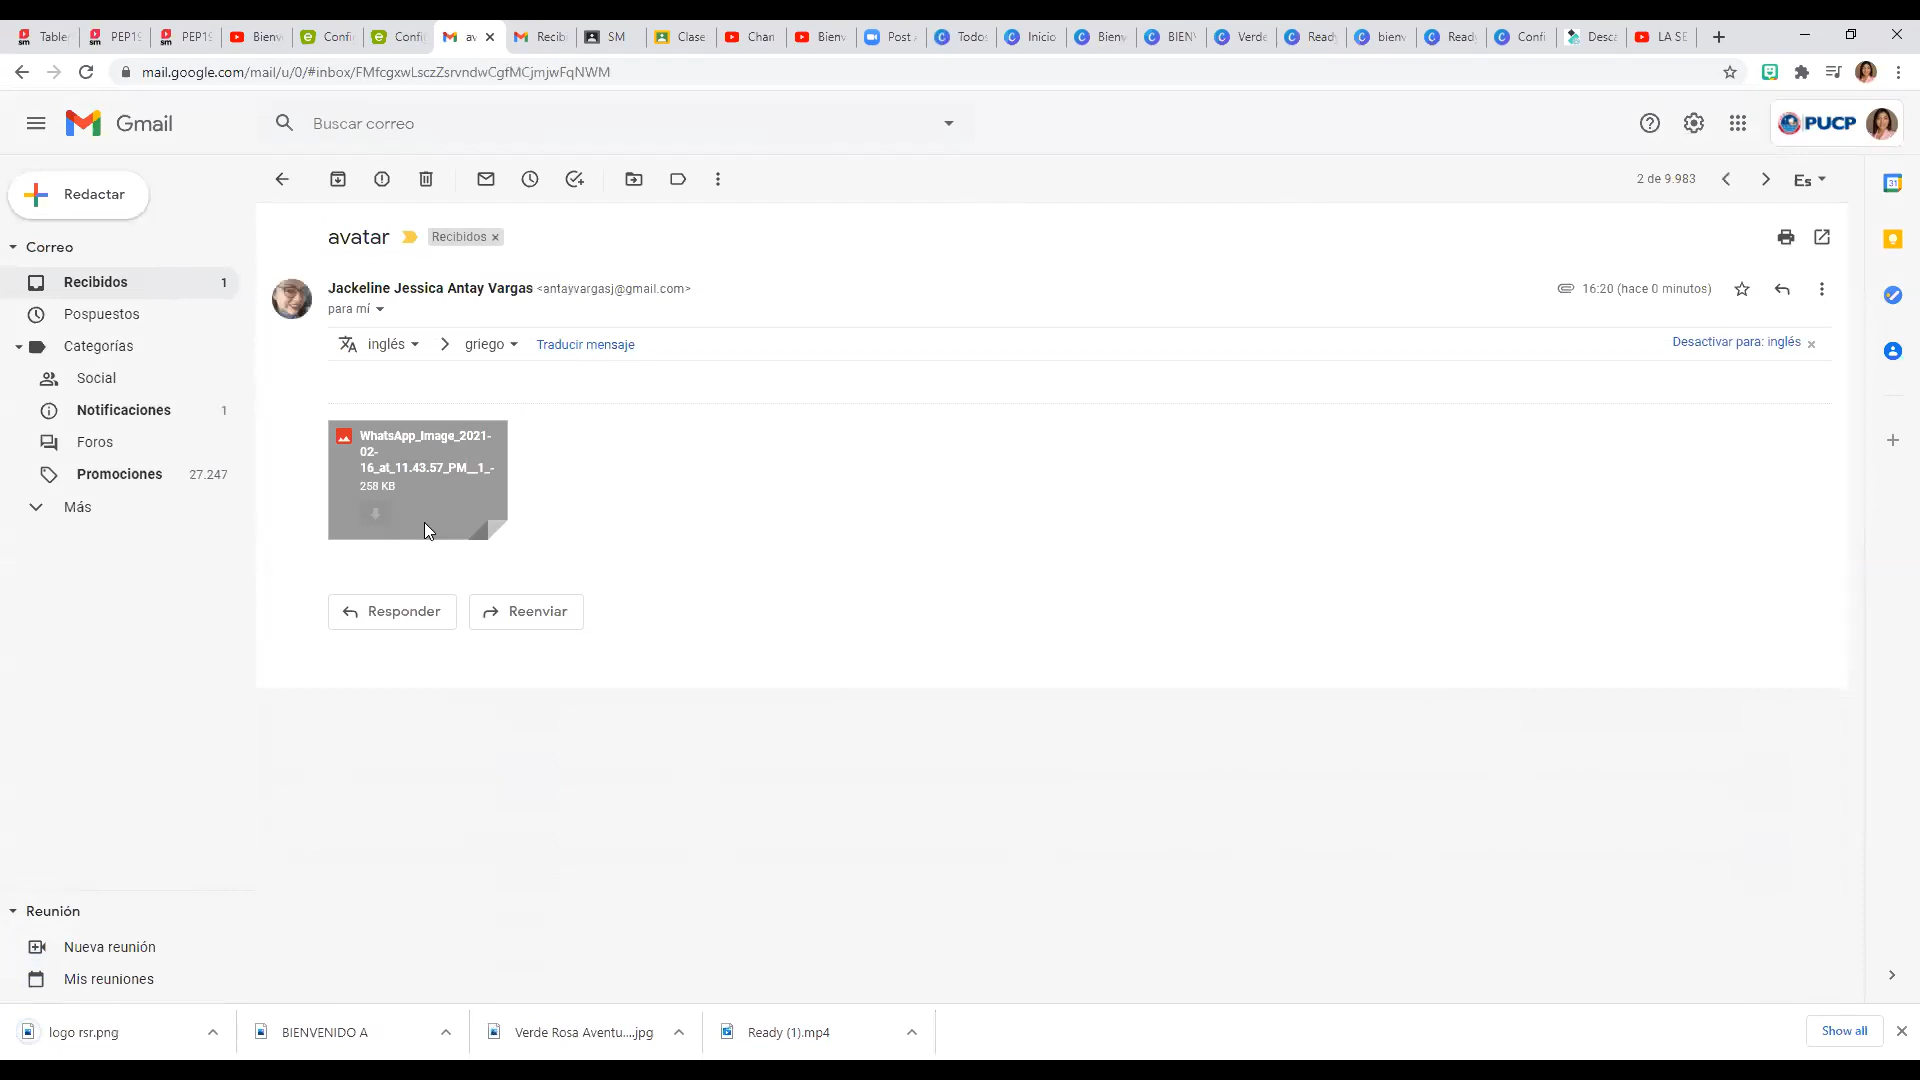 Table
PEP1
PEP1
Bienv
Confi
Confi
av
Recib
SM
Clase
Chan
Bienv
Post
Todos
Inicio
Bienv
BIEN
Verde
Ready
bienv
Ready
Confi
Desca
LA SE
mail.google.com/mail/u/0/#inbox/FMfcgxwLsczZsrvndwCgfMCjmjwFqNWM
Gmail
Buscar correo
PUCP
Redactar
2 de 9.983
Es
Correo
Recibidos 1
Pospuestos
Categorías
Social
Notificaciones 1
Foros
Promociones 27.247
Más
avatar
Recibidos x
Jackeline Jessica Antay Vargas <antayvargasj@gmail.com>
16:20 (hace 0 minutos)
para mí
inglés
griego
Traducir mensaje
Desactivar para: inglés x
WhatsApp_Image_2021-
02-
16_at_11.43.57_PM__1_-
258 KB
Responder
Reenviar
Reunión
Nueva reunión
Mis reuniones
31
logo rsr.png
BIENVENIDO A
Verde Rosa Aventu....jpg
Ready (1).mp4
Show all